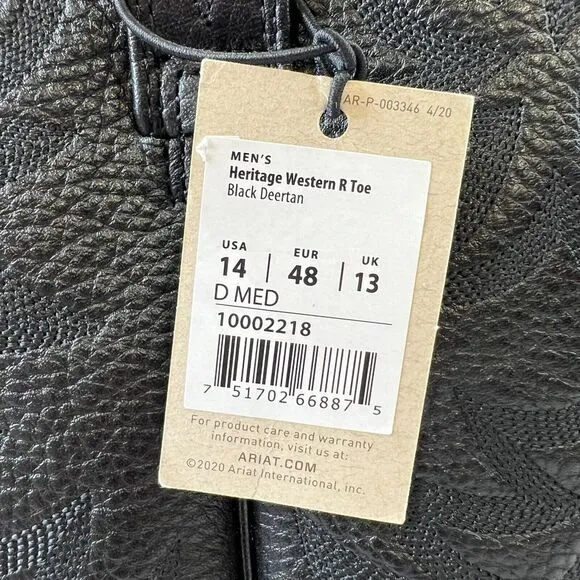 AR-P-003346 4/20
MEN'S
Heritage Western R Toe
Black Deertan
USA EUR UK
14 | 48 | 13
D MED
10002218
7 51702 66887 5
For product care and warranty
information, visit us at:
ARIAT.COM
©2020 Ariat International, inc.